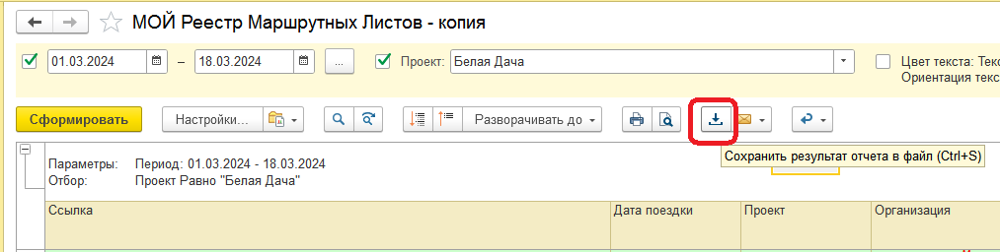 МОЙ Реестр Маршрутных Листов - копия
01.03.2024 – 18.03.2024 ... Проект: Белая Дача Цвет текста: Тек
Ориентация текс
Сформировать Настройки... Разворачивать до
Сохранить результат отчета в файл (Ctrl+S)
Параметры: Период: 01.03.2024 - 18.03.2024
Отбор: Проект Равно "Белая Дача"
Ссылка Дата поездки Проект Организация